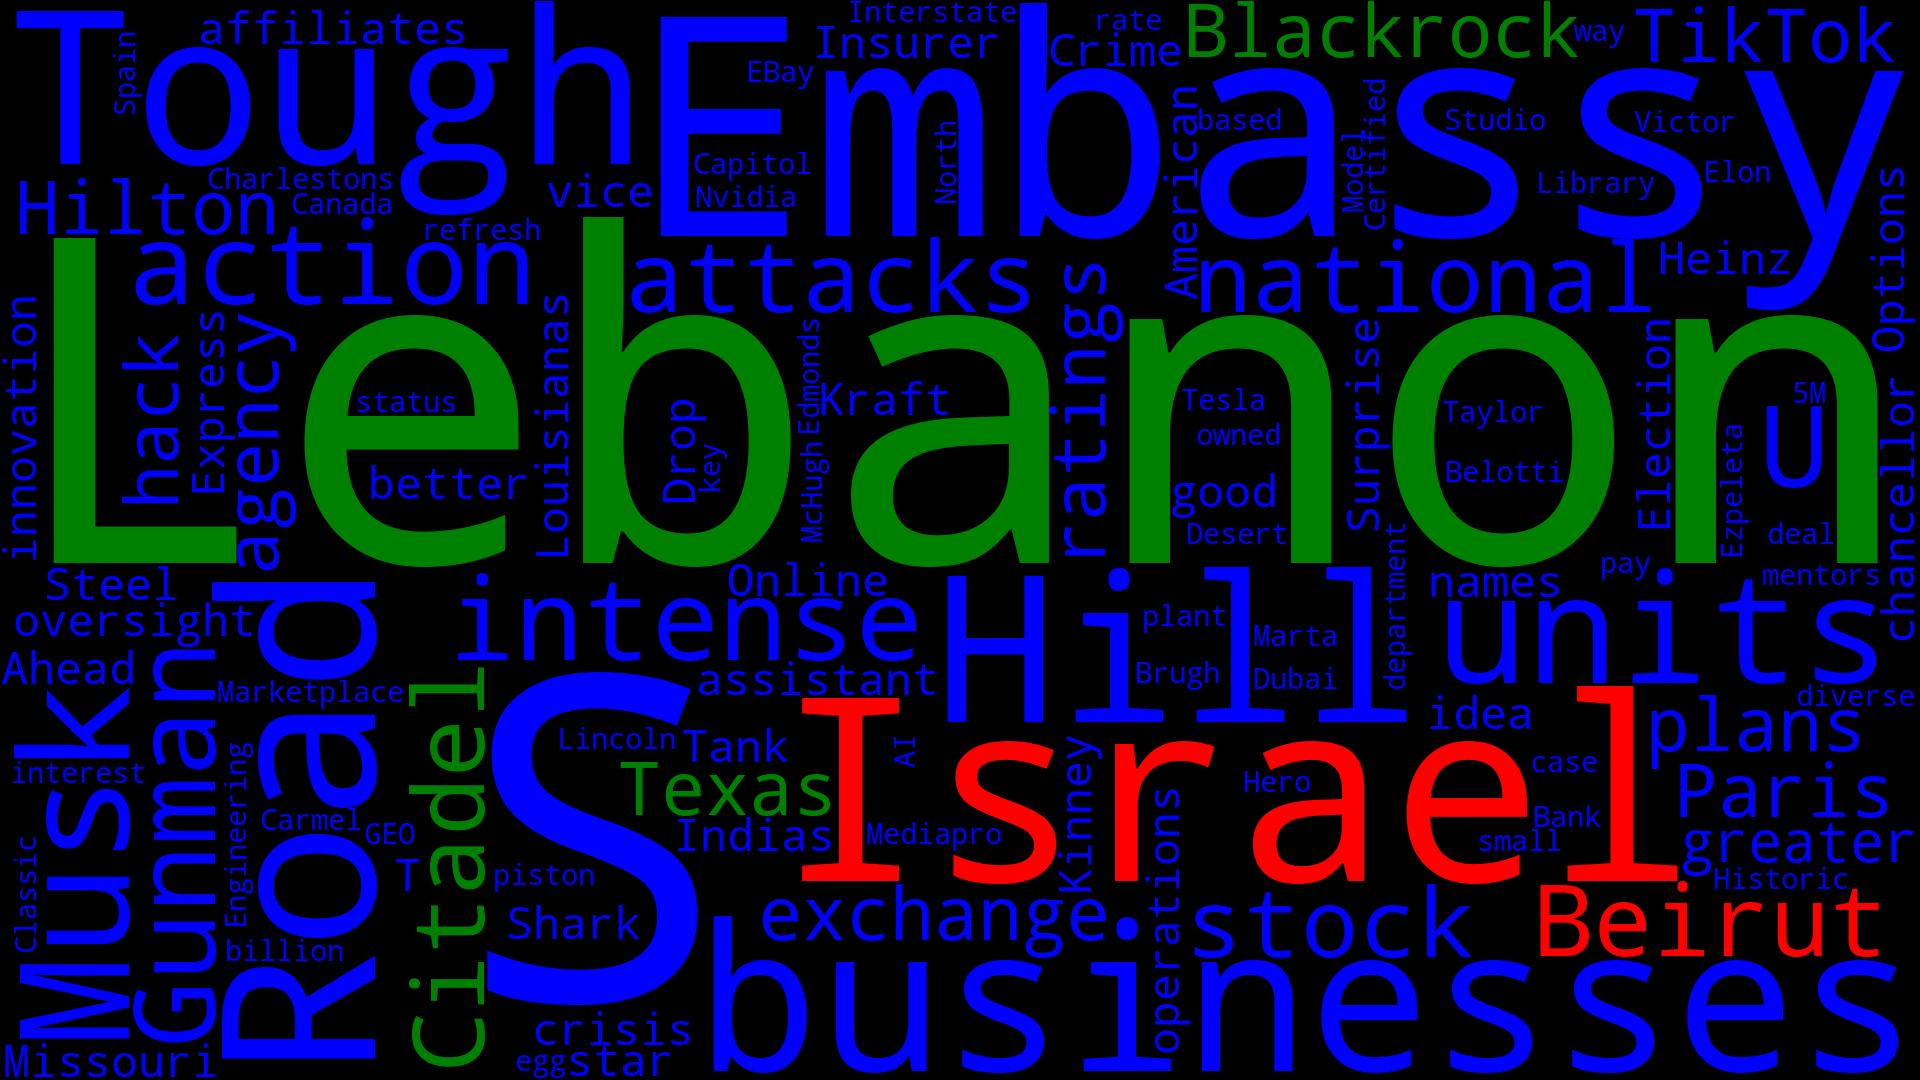 Tough
Embassy
affiliates
Spain
Interstate
Insurer
rate
Crime
Blackrock
way
TikTok
EBay
Capitol
Nvidia
North
American
based
Model
Certified
Studio
Victor
Library
Elon
Options
Hilton
Charlestons
Canada
vice
refresh
action
attacks
national
Heinz
Lebanon
innovation
hack
Express
agency
status
better
Louisianas
Drop
key
Edmonds
McHugh
Kraft
ratings
Tesla
owned
good
Desert
Surprise
Taylor
Belotti
Election
Ezpeleta
5M
U
deal
chancellor
Steel
oversight
Ahead
Road
intense
Online
Hill
plant
Marta
Brugh
Dubai
department
names
pay
mentors
units
assistant
Marketplace
Musk
Gunman
interest
Citadel
S
Lincoln
Tank
Texas
Indias
Israel
AI
Mediapro
Kinney
Hero
idea
case
Bank
small
diverse
plans
Paris
greater
Historic
Classic
Engineering
Carmel
GEO
T
billion
piston
Shark
exchange
operations
stock
Beirut
businesses
crisis
egg
star
Missouri